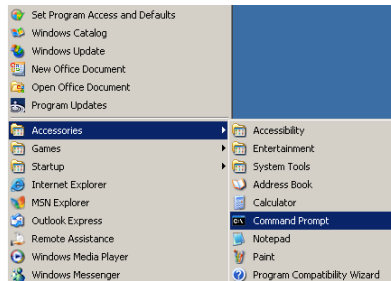 Set Program Access and Defaults
Windows Catalog
Windows Update
New Office Document
Open Office Document
Program Updates
Accessories
Games
Startup
Internet Explorer
MSN Explorer
Outlook Express
Remote Assistance
Windows Media Player
Windows Messenger
Accessibility
Entertainment
System Tools
Address Book
Calculator
Command Prompt
Notepad
Paint
Program Compatibility Wizard